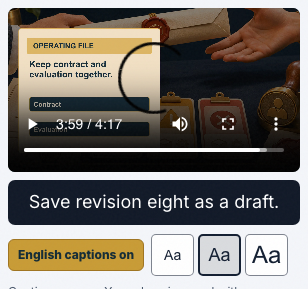 OPERATING FILE
Keep contract and
evaluation together.
Contract
Evaluation
3:59 / 4:17
Save revision eight as a draft.
English captions on
Aa
Aa
Aa